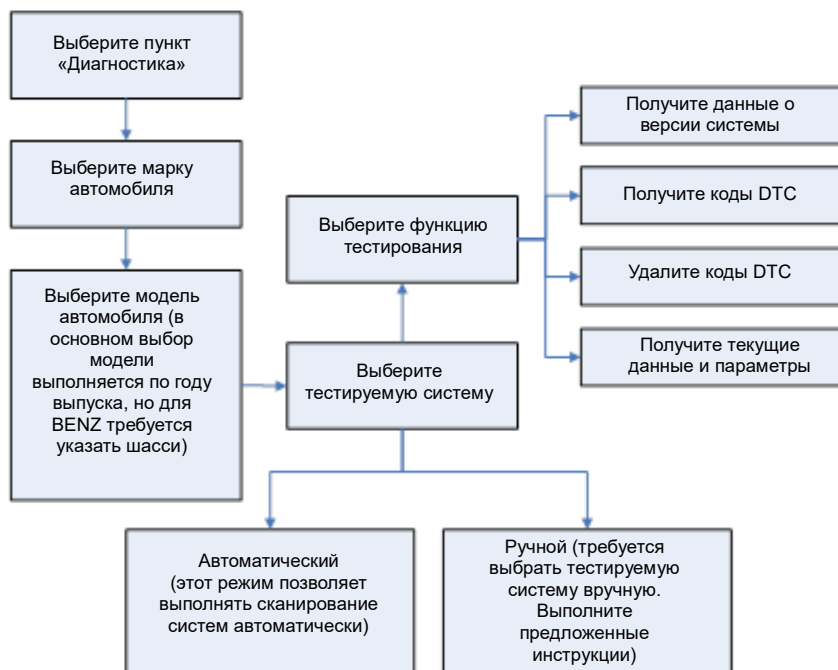 Выберите пункт
«Диагностика»
Выберите марку
автомобиля
Выберите модель
автомобиля (в
основном выбор
модели
выполняется по году
выпуска, но для
BENZ требуется
указать шасси)
Выберите
тестируемую систему
Выберите функцию
тестирования
Получите данные о
версии системы
Получите коды DTC
Удалите коды DTC
Получите текущие
данные и параметры
Автоматический
(этот режим позволяет
выполнять сканирование
систем автоматически)
Ручной (требуется
выбрать тестируемую
систему вручную.
Выполните
предложенные
инструкции)